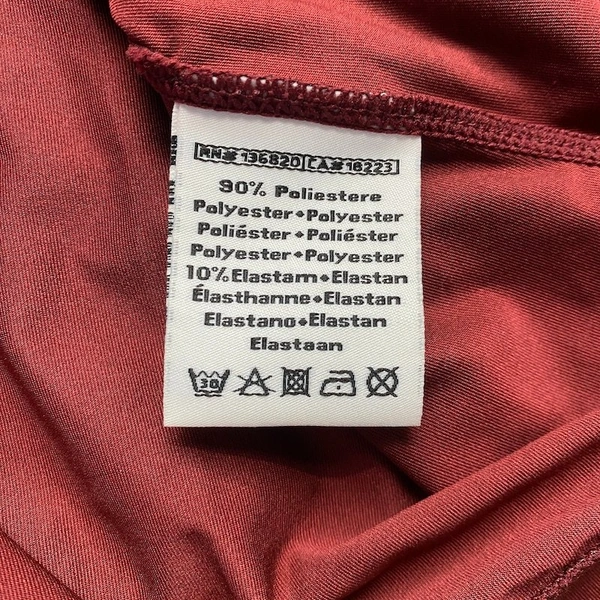 RN# 136820 CA# 16223
90% Poliestere
Polyester•Polyester
Poliéster•Poliéster
Polyester•Polyester
10% Elastam•Elastan
Élasthanne•Elastan
Elastano•Elastan
Elastaan
30